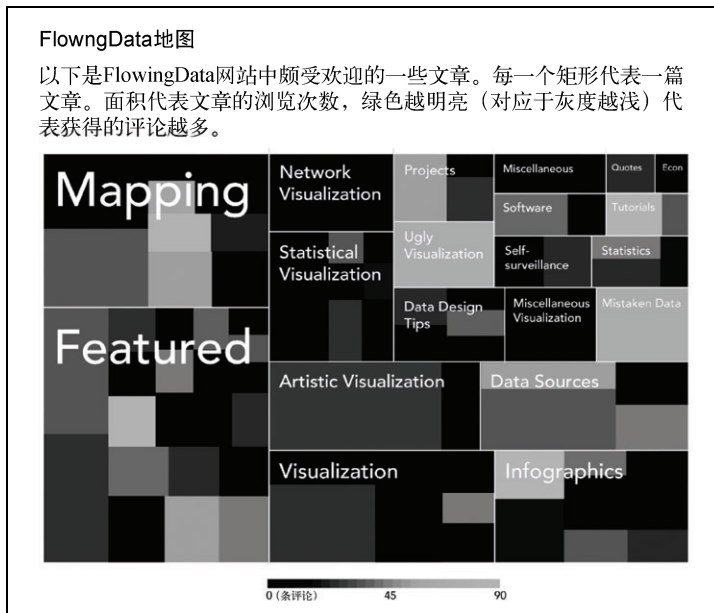 FlowngData地图
以下是FlowingData网站中颇受欢迎的一些文章。每一个矩形代表一篇
文章。面积代表文章的浏览次数，绿色越明亮（对应于灰度越浅）代
表获得的评论越多。
Mapping
Network
Visualization
Projects
Miscellaneous
Quotes
Econ
Software
Tutorials
Ugly
Visualization
Statistical
Visualization
Self-
surveillance
Statistics
Data Design
Tips
Miscellaneous
Visualization
Mistaken Data
Featured
Artistic Visualization
Data Sources
Visualization
Infographics
0 (条评论)
45
90